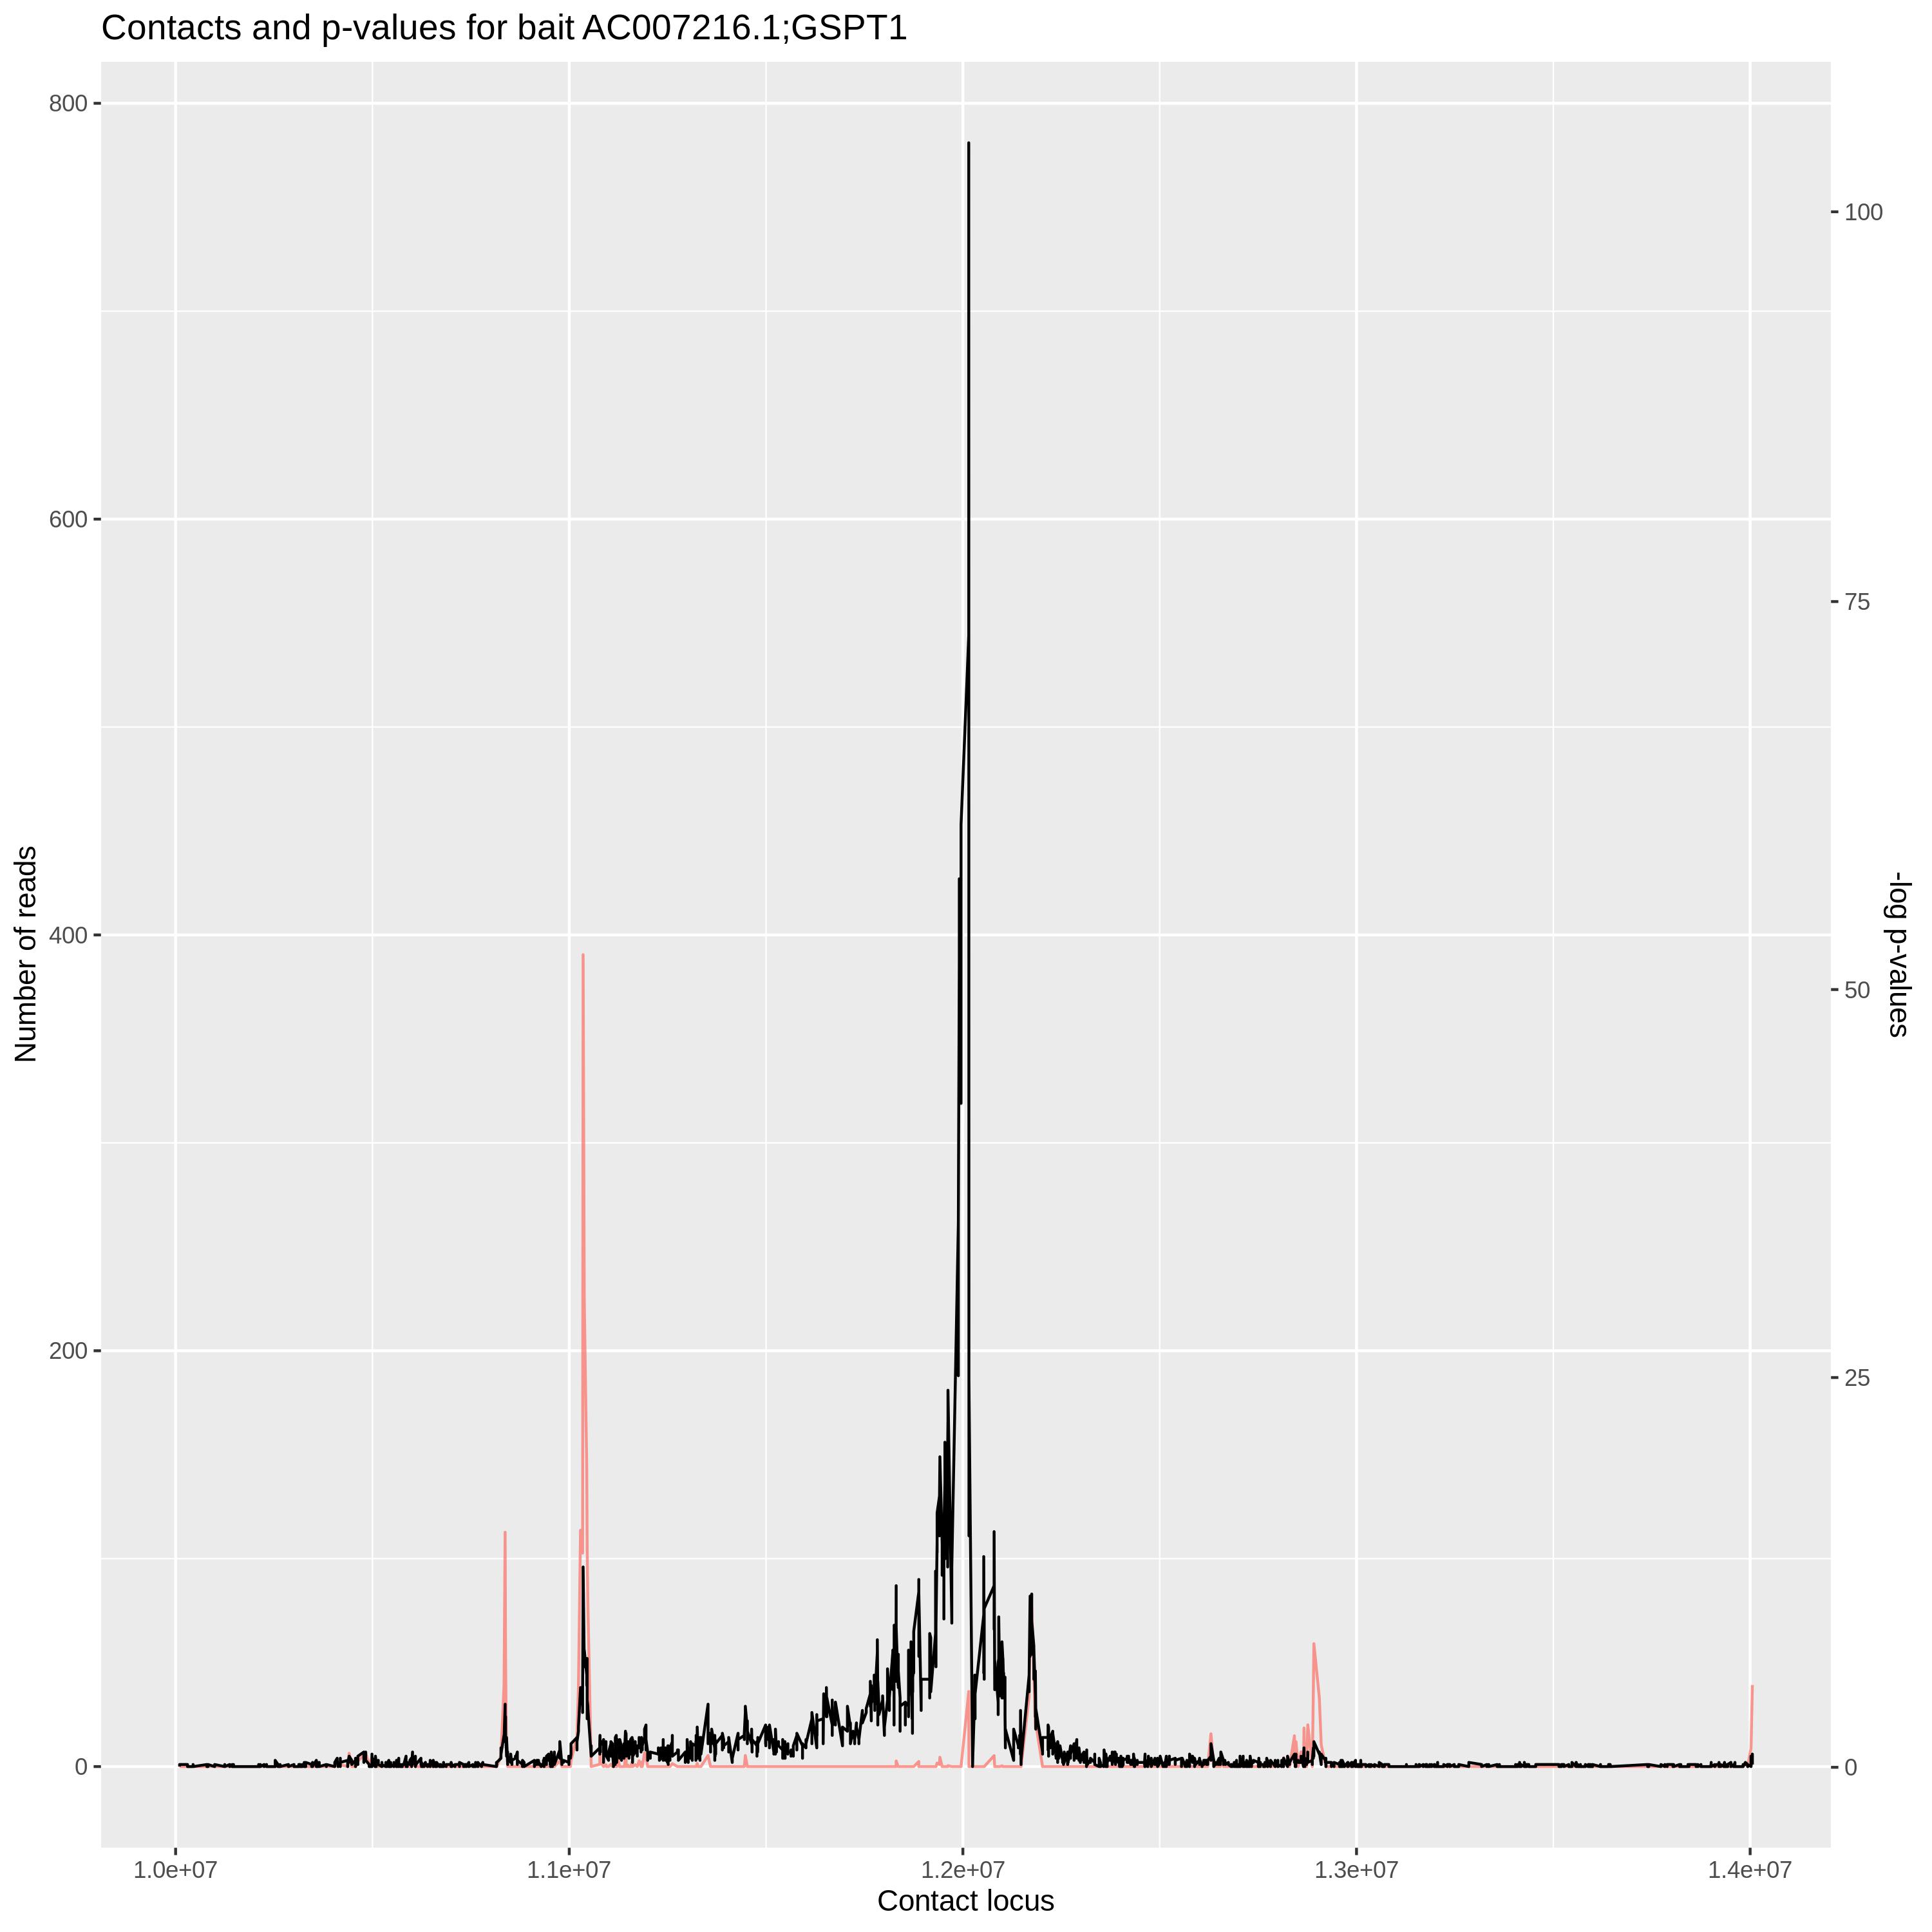 Contacts and p-values for bait AC007216.1;GSPT1
800
600
400
200
0
Number of reads
100
75
50
25
0
-log p-values
1.0e+07
1.1e+07
1.2e+07
1.3e+07
1.4e+07
Contact locus